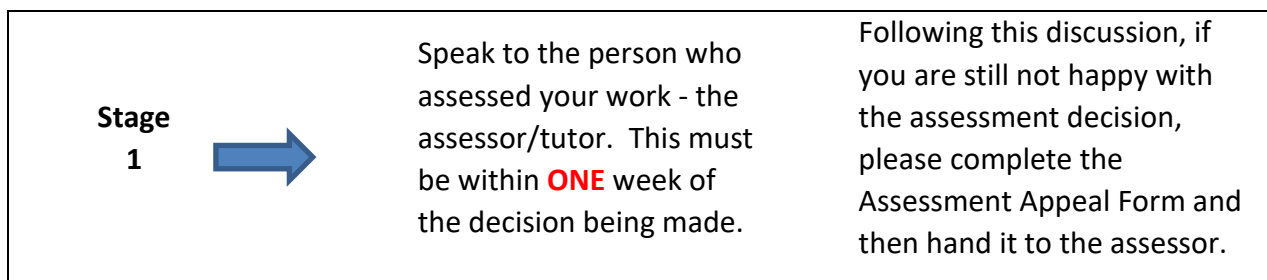 Stage
1
Speak to the person who
assessed your work - the
assessor/tutor.  This must
be within ONE week of
the decision being made.
Following this discussion, if
you are still not happy with
the assessment decision,
please complete the
Assessment Appeal Form and
then hand it to the assessor.